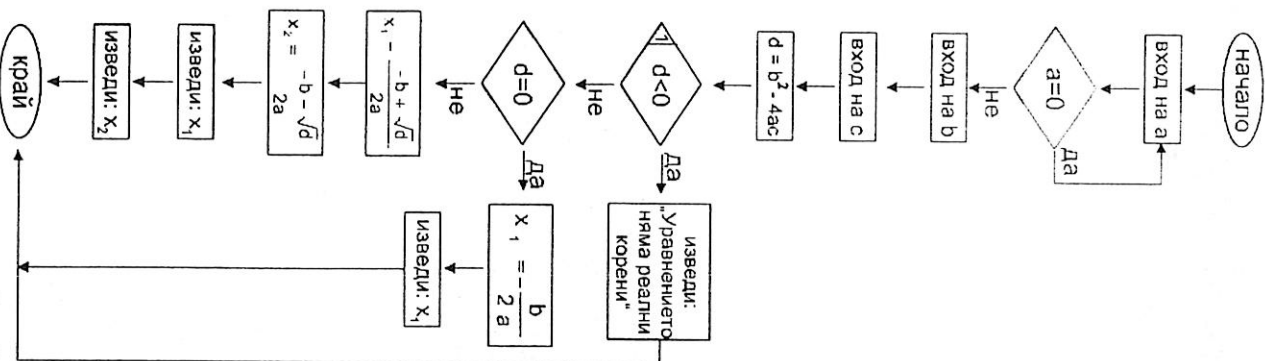 начало
вход на a
a=0
да
не
вход на b
вход на c
d = b² - 4ac
1
d<0
да
изведи:
"Уравнението
няма реални
корени"
не
d=0
да
x₁ = - b
2a
изведи: x₁
не
x₁ - -b + √d
2a
x₂ = -b - √d
2a
изведи: x₁
изведи: x₂
край